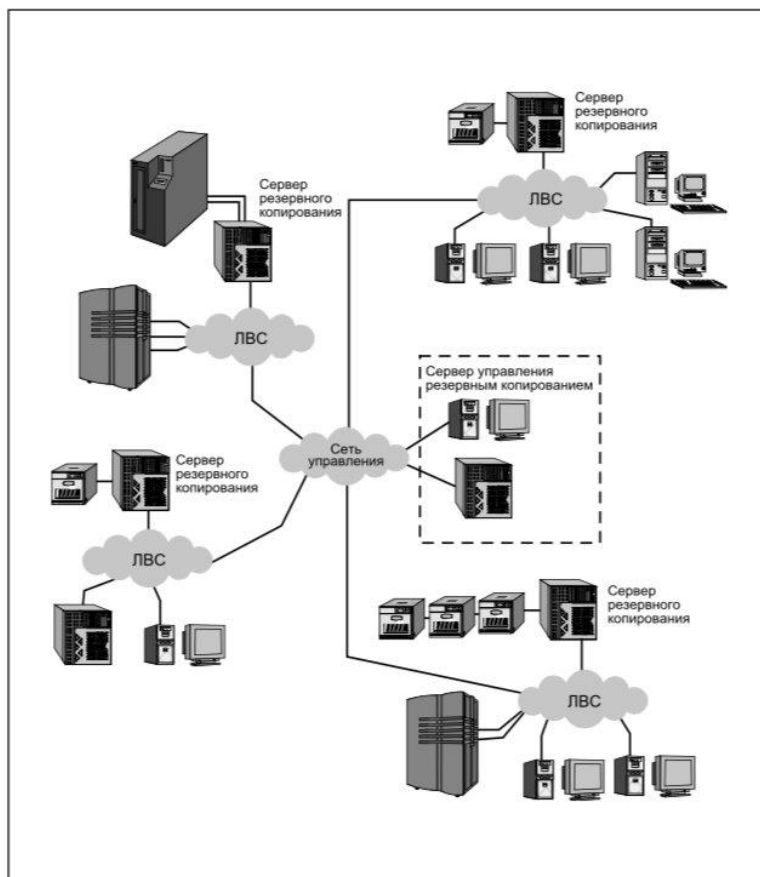 Сервер
резервного
копирования
ЛВС
Сервер
резервного
копирования
ЛВС
Сервер управления
резервным копированием
Сеть
управления
Сервер
резервного
копирования
ЛВС
Сервер
резервного
копирования
ЛВС